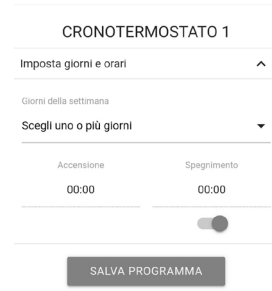 CRONOTERMOSTATO 1
Imposta giorni e orari
Giorni della settimana
Scegli uno o più giorni
Accensione Spegnimento
00:00 00:00
SALVA PROGRAMMA